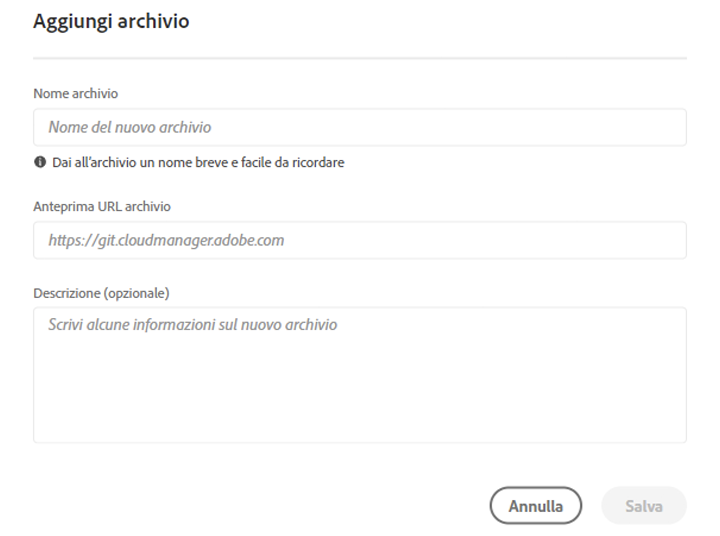 Aggiungi archivio
Nome archivio
Nome del nuovo archivio
Dai all'archivio un nome breve e facile da ricordare
Anteprima URL archivio
https://git.cloudmanager.adobe.com
Descrizione (opzionale)
Scrivi alcune informazioni sul nuovo archivio
Annulla Salva